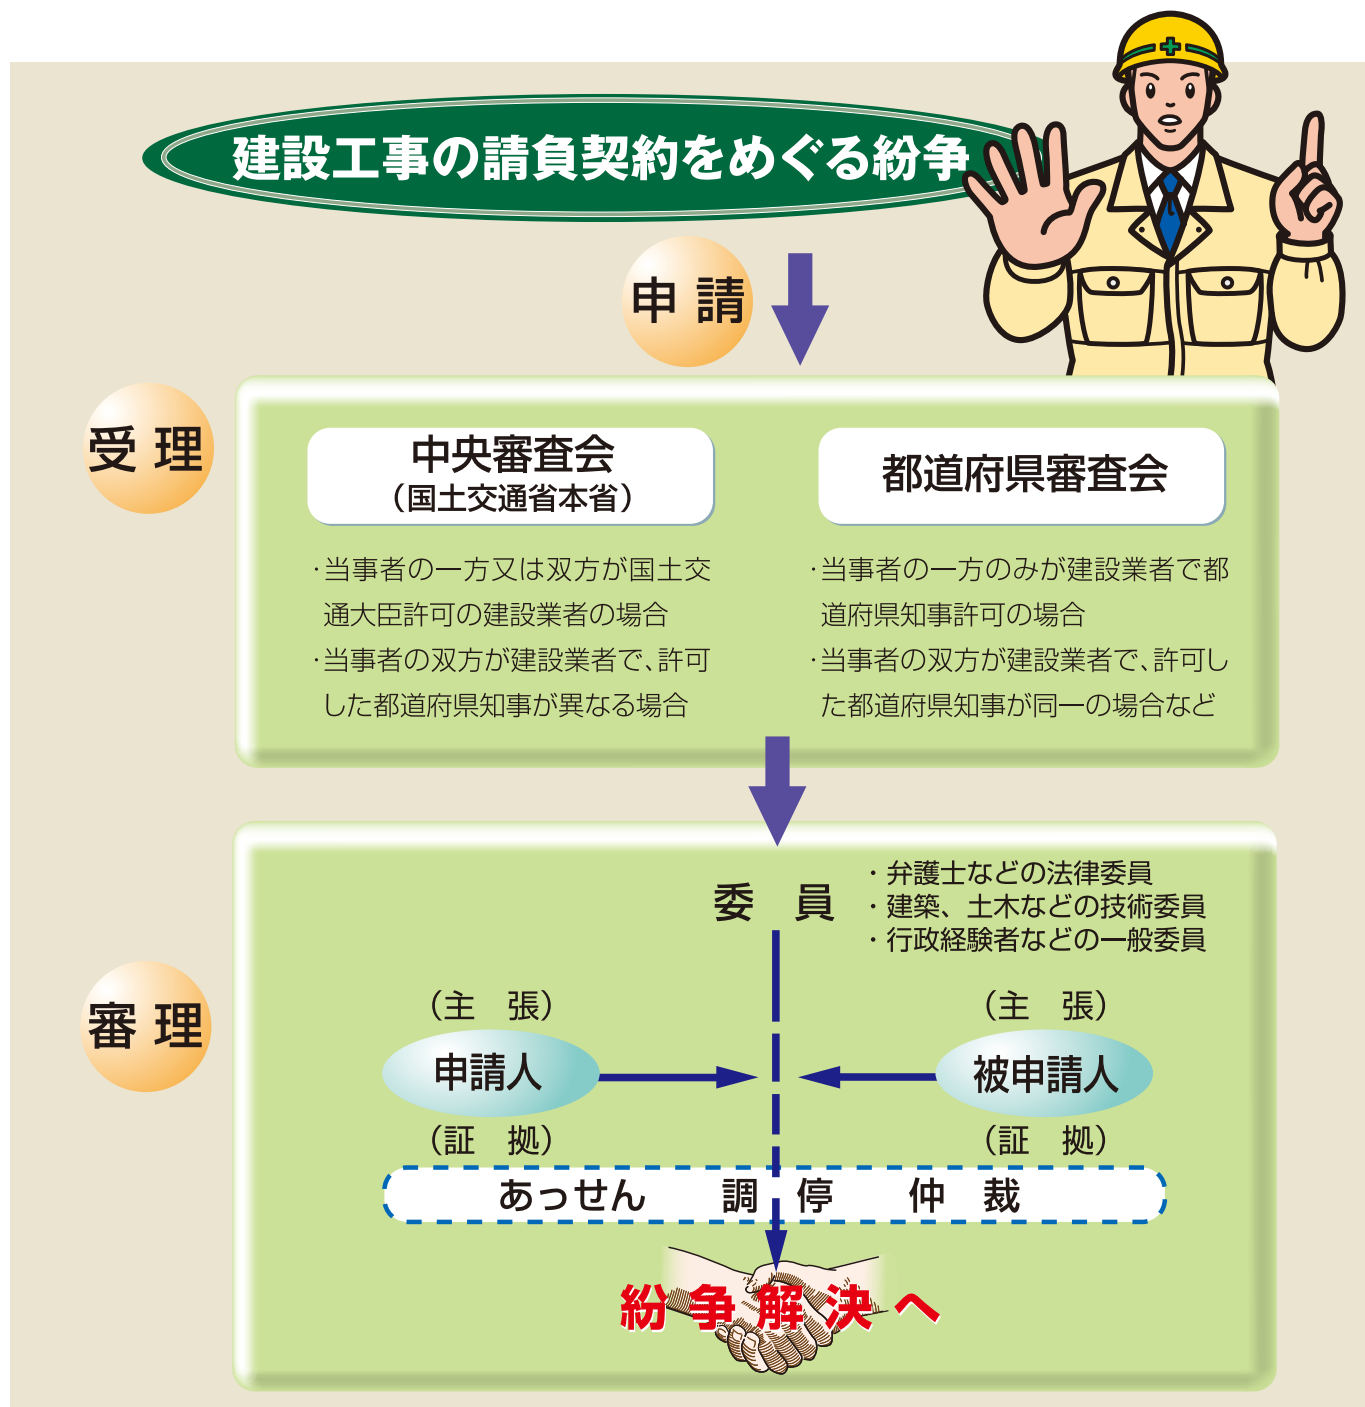 建設工事の請負契約をめぐる紛争
申請
受理
中央審査会
（国土交通省本省）
・当事者の一方又は双方が国土交
通大臣許可の建設業者の場合
・当事者の双方が建設業者で、許可
した都道府県知事が異なる場合
都道府県審査会
・当事者の一方のみが建設業者で都
道府県知事許可の場合
・当事者の双方が建設業者で、許可し
た都道府県知事が同一の場合など
審理
委　員
・弁護士などの法律委員
・建築、土木などの技術委員
・行政経験者などの一般委員
（主　張）
申請人
（証　拠）
（主　張）
被申請人
（証　拠）
あっせん　　調　停　　仲　裁
紛争解決へ